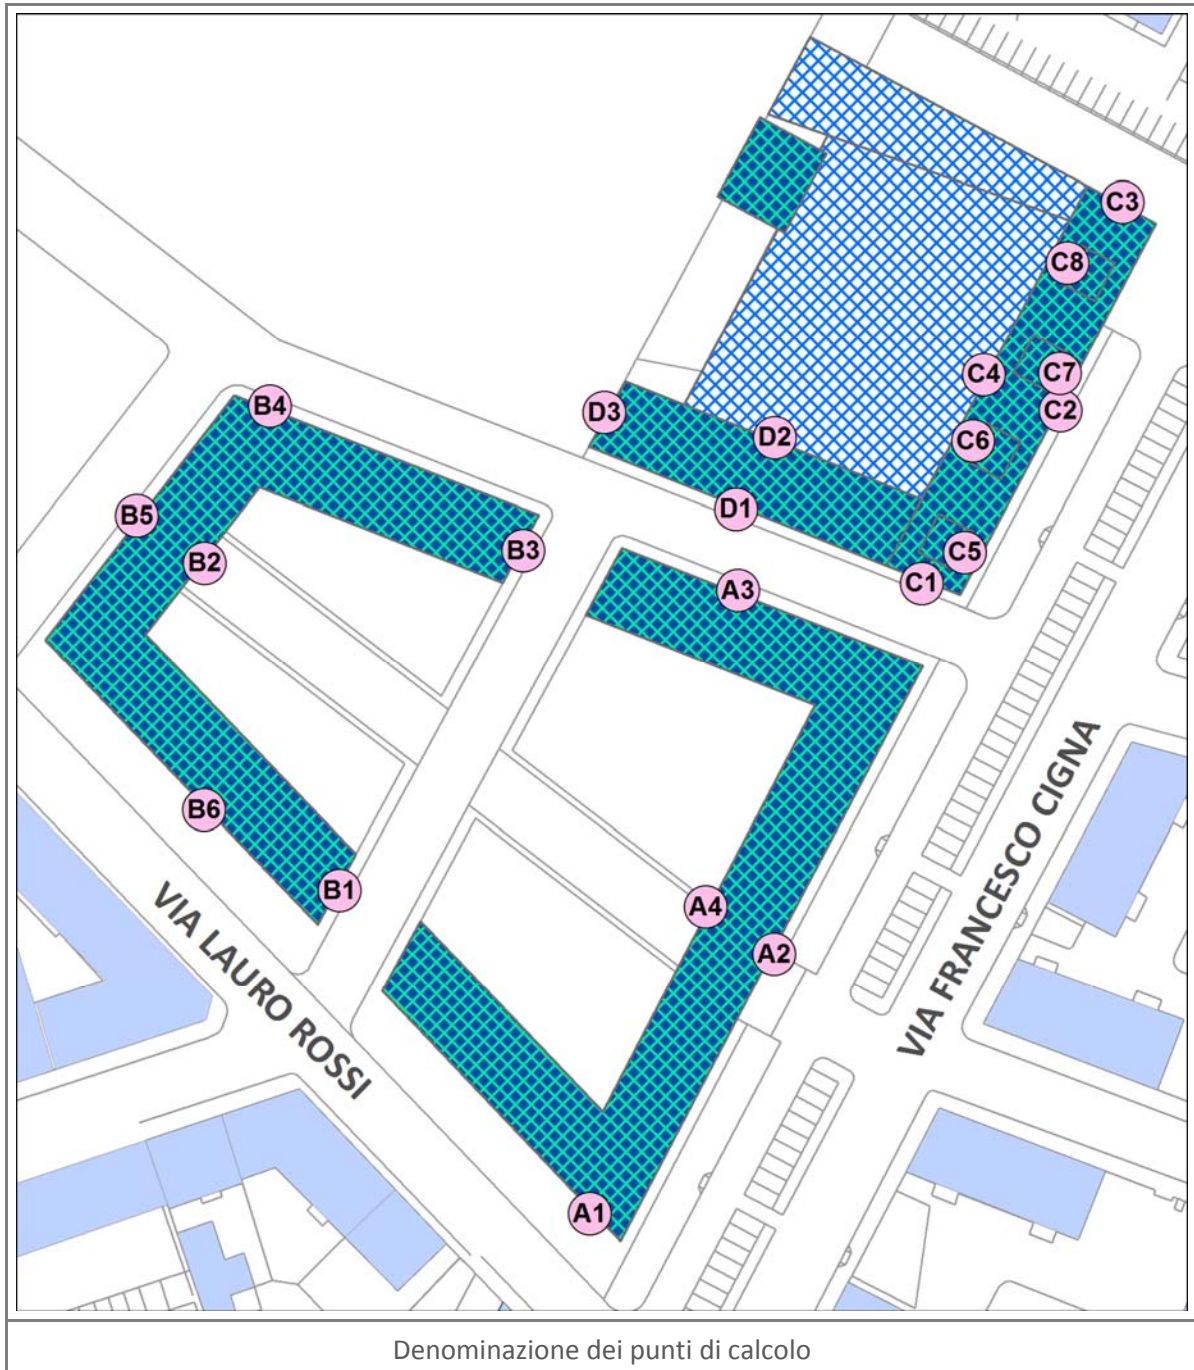 C3
C8
C4
C7
B4
D3
C2
D2
C6
B5
D1
B3
C5
B2
C1
A3
VIA FRANCESCO CIGNA
B6
B1
A4
A2
VIA LAURO ROSSI
A1
Denominazione dei punti di calcolo